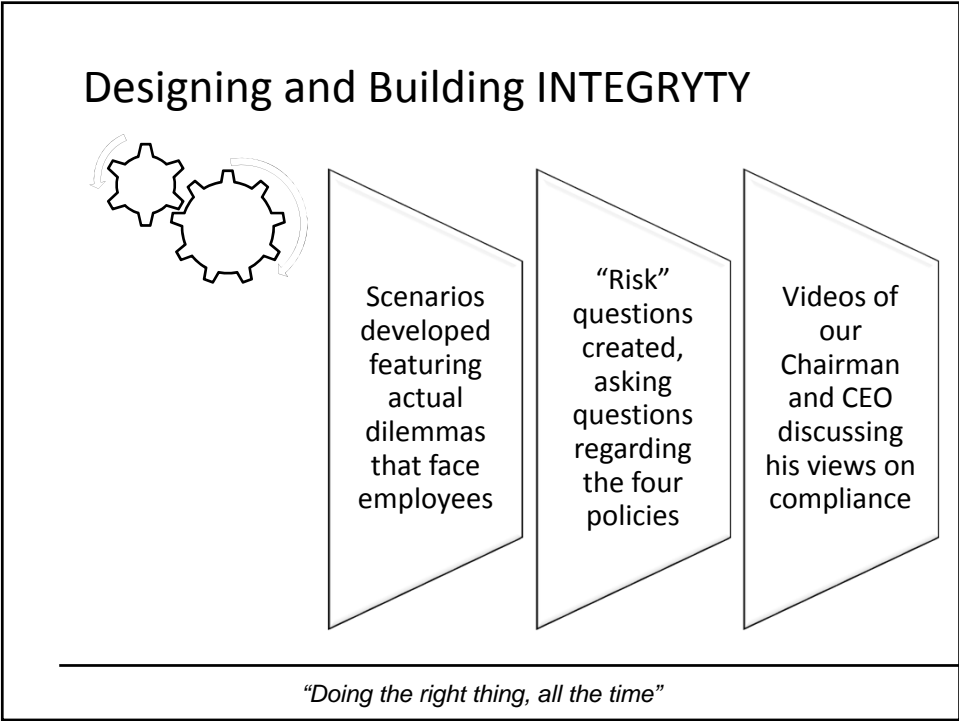 Designing and Building INTEGRYTY
Scenarios
developed
featuring
actual
dilemmas
that face
employees
“Risk”
questions
created,
asking
questions
regarding
the four
policies
Videos of
our
Chairman
and CEO
discussing
his views on
compliance
“Doing the right thing, all the time”